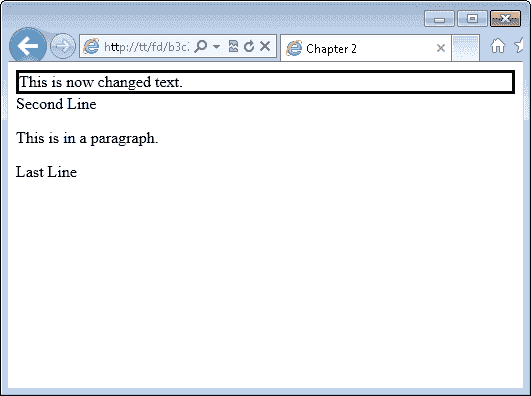 http://tt/fd/b3c
Chapter 2
This is now changed text.
Second Line
This is in a paragraph.
Last Line